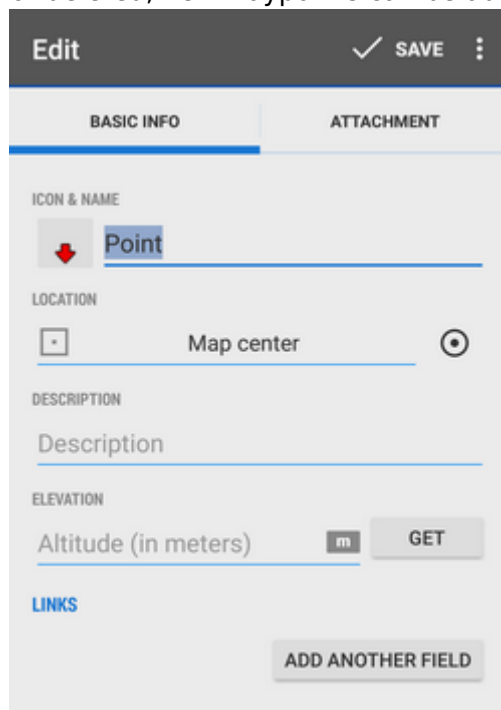 Edit SAVE
BASIC INFO ATTACHMENT
ICON & NAME
Point
LOCATION
Map center
DESCRIPTION
Description
ELEVATION
Altitude (in meters) m GET
LINKS
ADD ANOTHER FIELD